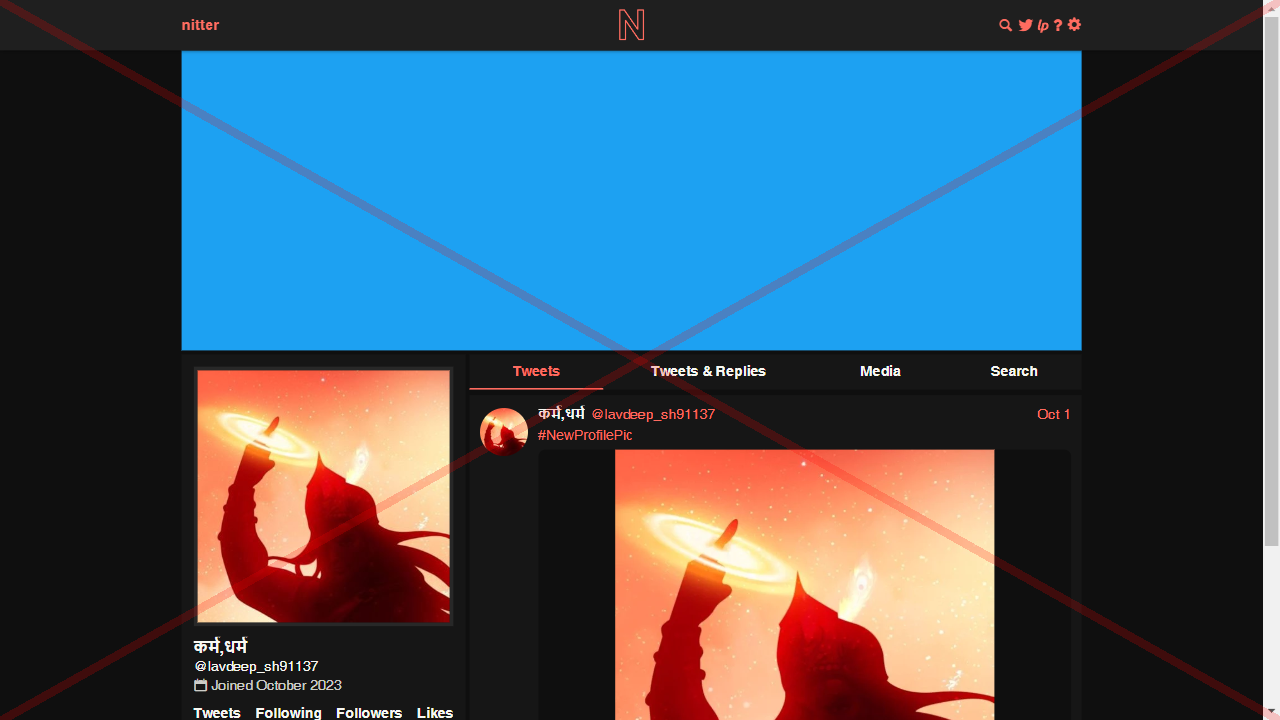 nitter
N
lp ?
Tweets Tweets & Replies Media Search
कर्म,धर्म @lavdeep_sh91137 Oct 1
#NewProfilePic
कर्म,धर्म
@lavdeep_sh91137
Joined October 2023
Tweets Following Followers Likes